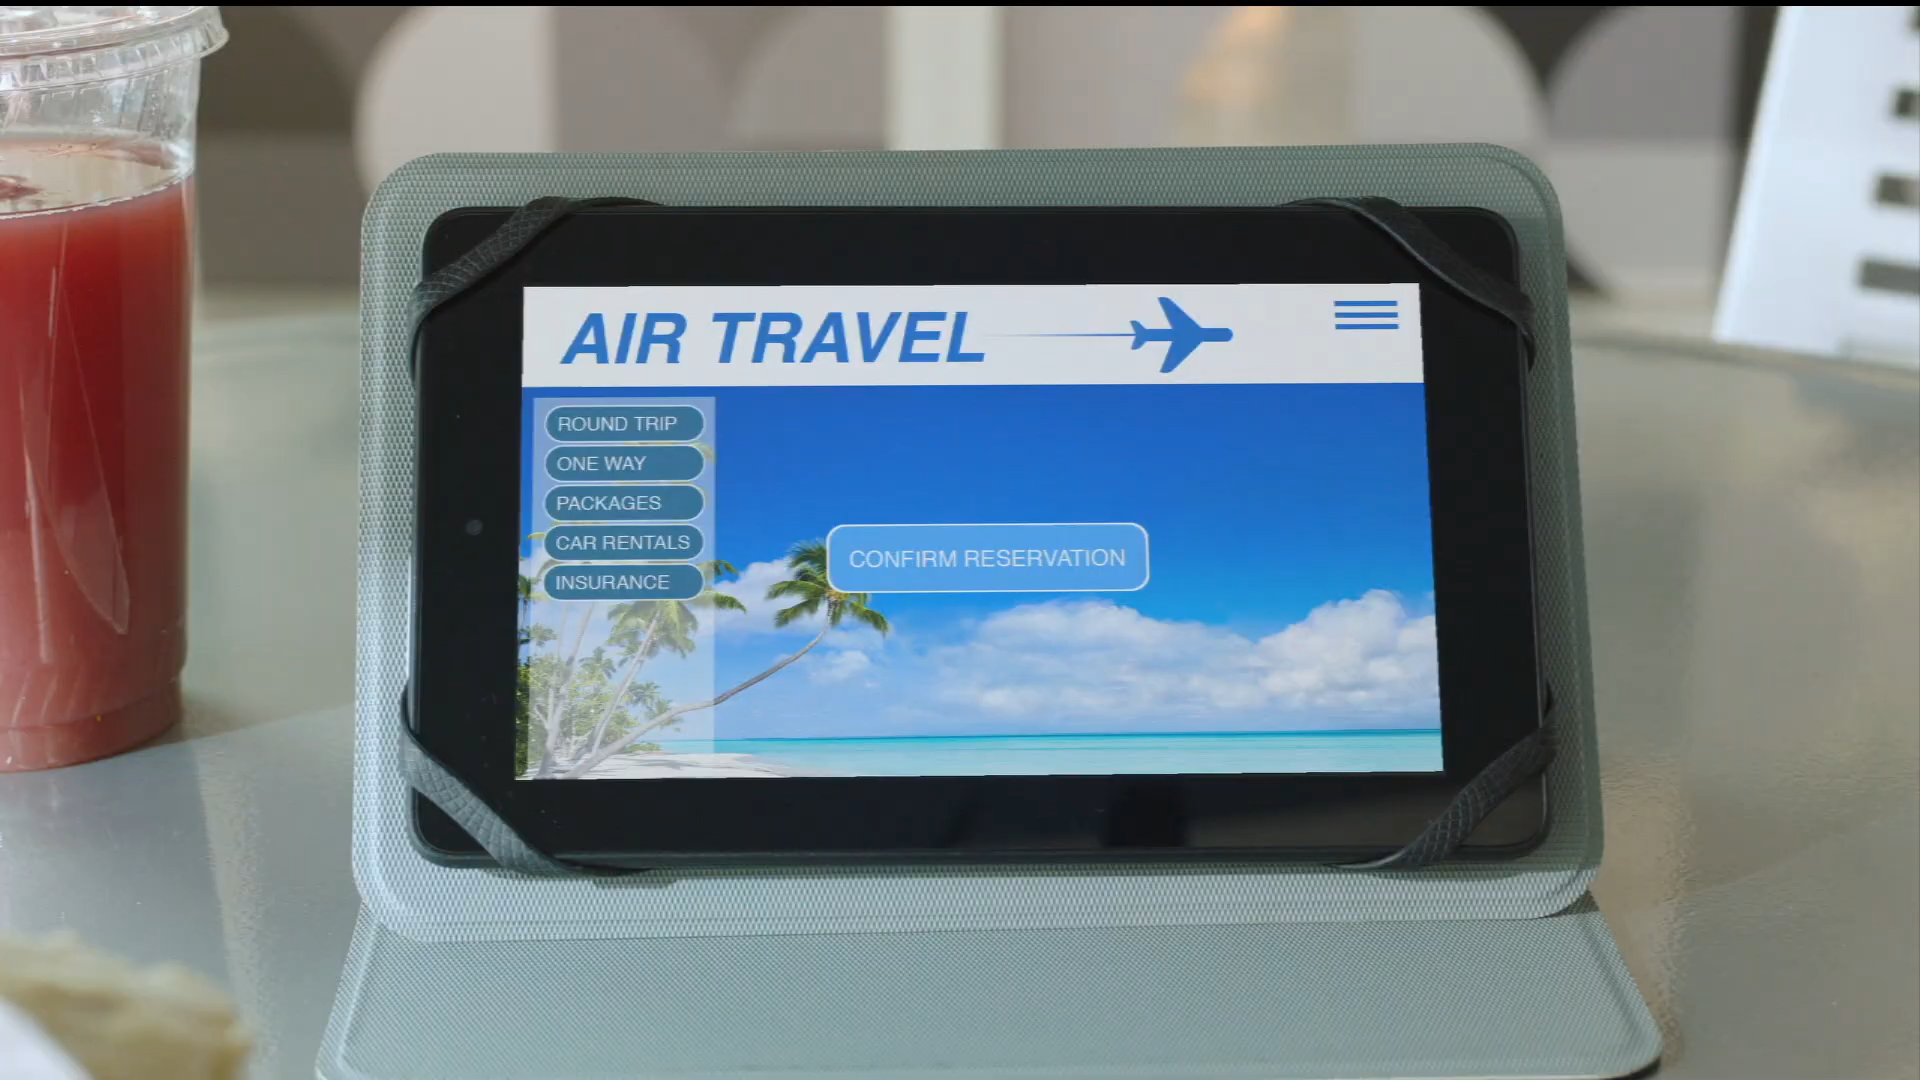 AIR TRAVEL
ROUND TRIP
ONE WAY
PACKAGES
CAR RENTALS
INSURANCE
CONFIRM RESERVATION